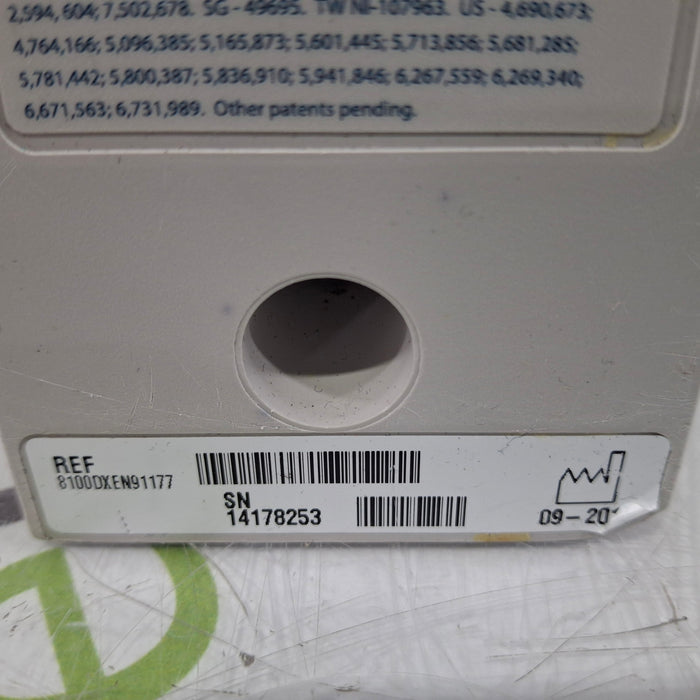 2,594,604; 7,502,678. SG - 49695. TW NI-107963. US - 4,690,673;
4,764,166; 5,096,385; 5,165,873; 5,601,445; 5,713,856; 5,681,285;
5,781,442; 5,800,387; 5,836,910; 5,941,846; 6,267,559; 6,269,340;
6,671,563; 6,731,989. Other patents pending.
REF
8100DXEN91177
SN
14178253
09-201